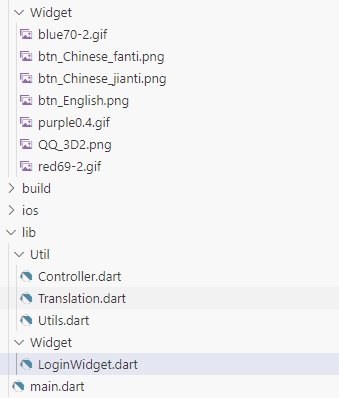 Widget
blue70-2.gif
btn_Chinese_fanti.png
btn_Chinese_jianti.png
btn_English.png
purple0.4.gif
QQ_3D2.png
red69-2.gif
build
ios
lib
Util
Controller.dart
Translation.dart
Utils.dart
Widget
LoginWidget.dart
main.dart